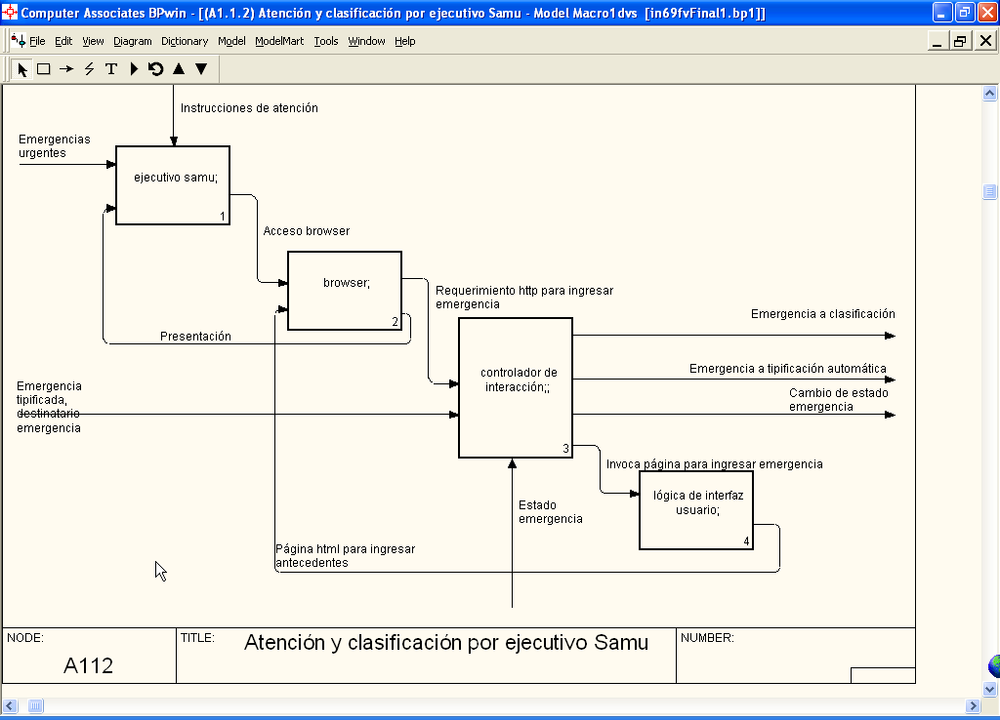 Computer Associates BPwin - [(A1.1.2) Atención y clasificación por ejecutivo Samu - Model Macro1dvs [in69fvFinal1.bp1]]
File Edit View Diagram Dictionary Model ModelMart Tools Window Help
T
Instrucciones de atención
Emergencias
urgentes
ejecutivo samu;
1
Acceso browser
browser;
2
Requerimiento http para ingresar
emergencia
Presentación
Emergencia a clasificación
Emergencia a tipificación automática
Cambio de estado
emergencia
controlador de
interacción;;
3
Emergencia
tipificada,
destinatario
emergencia
Invoca página para ingresar emergencia
lógica de interfaz
usuario;
4
Estado
emergencia
Página html para ingresar
antecedentes
NODE:
A112
TITLE:
Atención y clasificación por ejecutivo Samu
NUMBER: